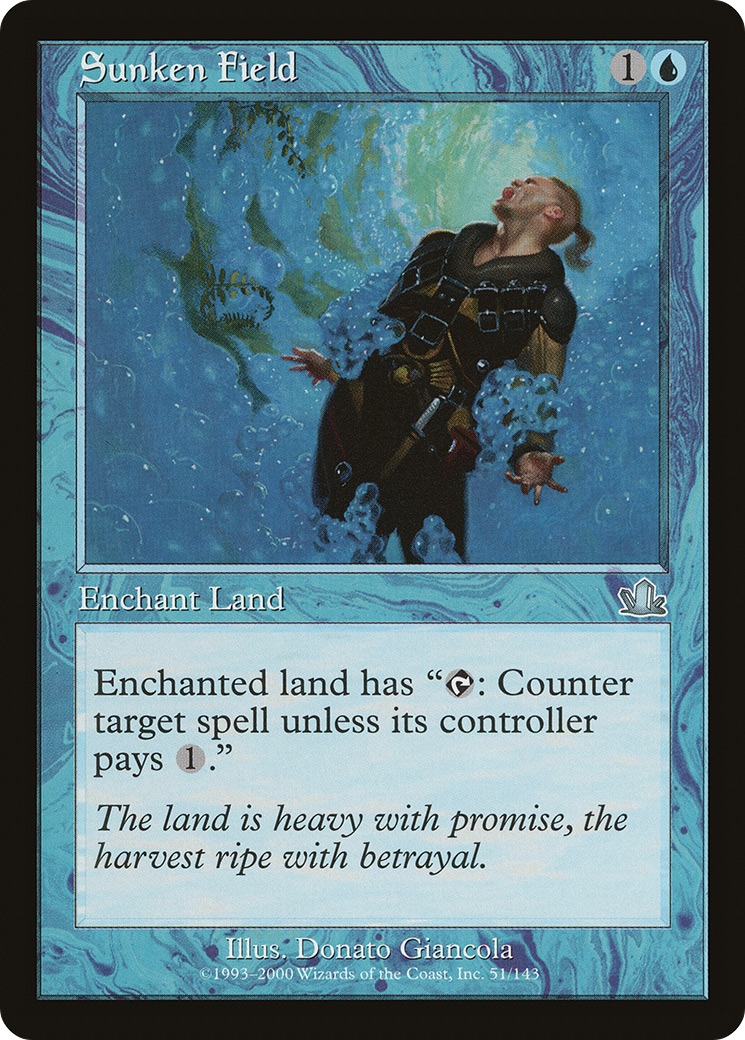 Sunken Field
1
Enchant Land
Enchanted land has “: Counter
target spell unless its controller
pays 1.”
The land is heavy with promise, the
harvest ripe with betrayal.
Illus. Donato Giancola
©1993–2000 Wizards of the Coast, Inc. 51/143